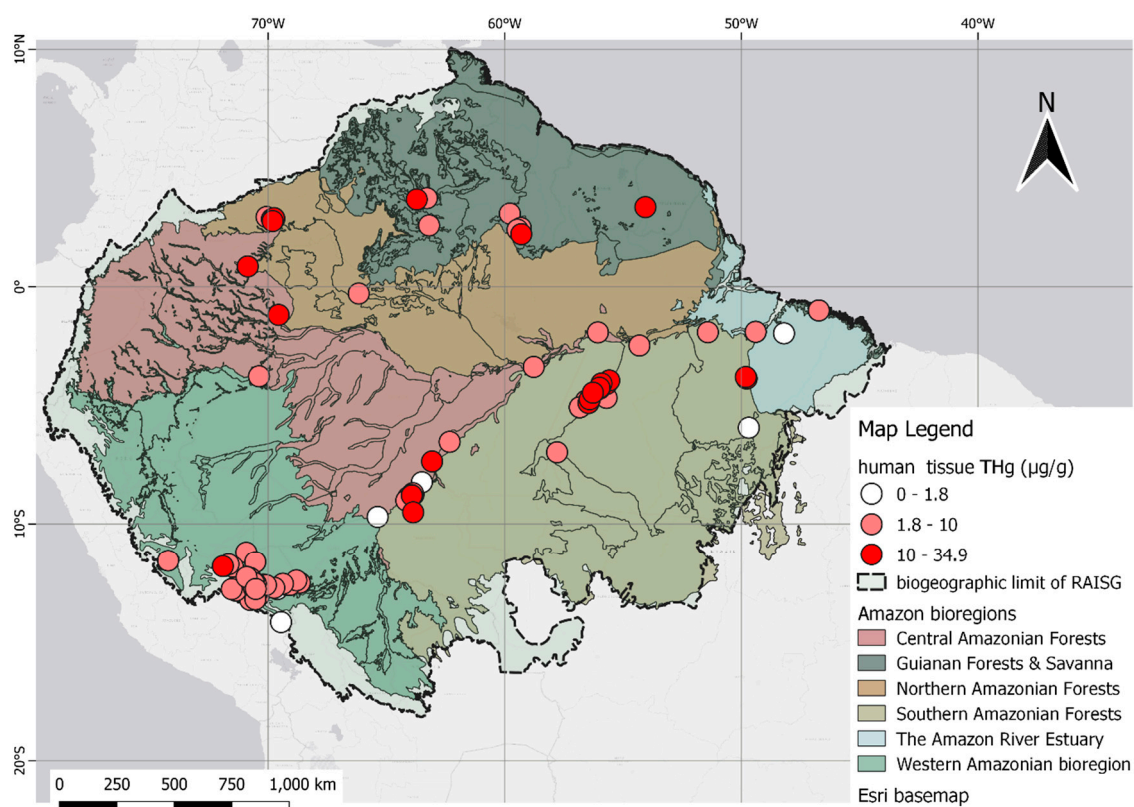 70°W
60°W
50°W
40°W
10°N
0°
10°S
20°S
N
Map Legend
human tissue THg (µg/g)
0 - 1.8
1.8 - 10
10 - 34.9
biogeographic limit of RAISG
Amazon bioregions
Central Amazonian Forests
Guianan Forests & Savanna
Northern Amazonian Forests
Southern Amazonian Forests
The Amazon River Estuary
Western Amazonian bioregion
Esri basemap
0 250 500 750 1,000 km